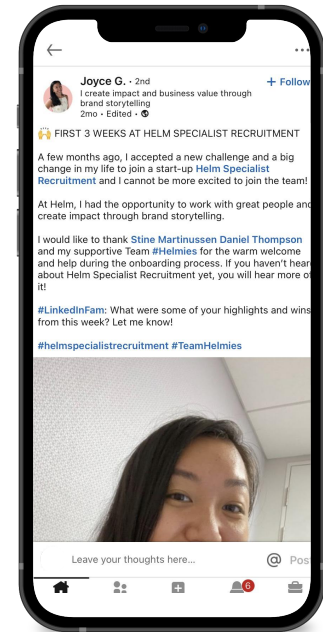 Joyce G. • 2nd
+ Follow
I create impact and business value through
brand storytelling
2mo • Edited •
FIRST 3 WEEKS AT HELM SPECIALIST RECRUITMENT
A few months ago, I accepted a new challenge and a big
change in my life to join a start-up Helm Specialist
Recruitment and I cannot be more excited to join the team!
At Helm, I had the opportunity to work with great people and
create impact through brand storytelling.
I would like to thank Stine Martinussen Daniel Thompson
and my supportive Team #Helmies for the warm welcome
and help during the onboarding process. If you haven't hear
about Helm Specialist Recruitment yet, you will hear more of
it!
#LinkedInFam: What were some of your highlights and wins
from this week? Let me know!
#helmspecialistrecruitment #TeamHelmies
Leave your thoughts here...
@ Pos
6